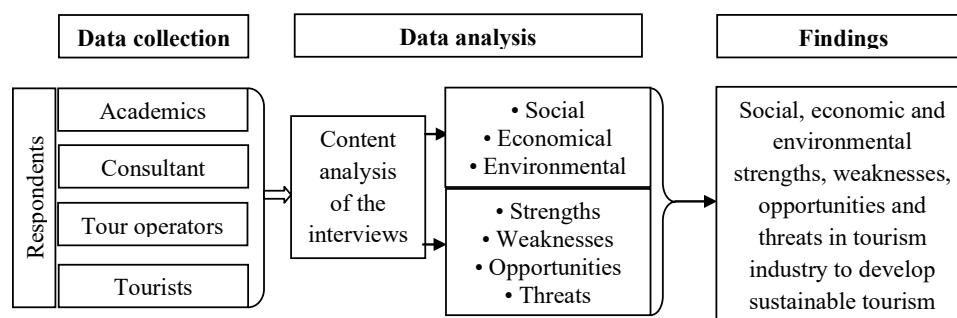 Data collection
Data analysis
Findings
Respondents
Academics
Consultant
Tour operators
Tourists
Content
analysis
of the
interviews
• Social
• Economical
• Environmental
• Strengths
• Weaknesses
• Opportunities
• Threats
Social, economic and
environmental
strengths, weaknesses,
opportunities and
threats in tourism
industry to develop
sustainable tourism